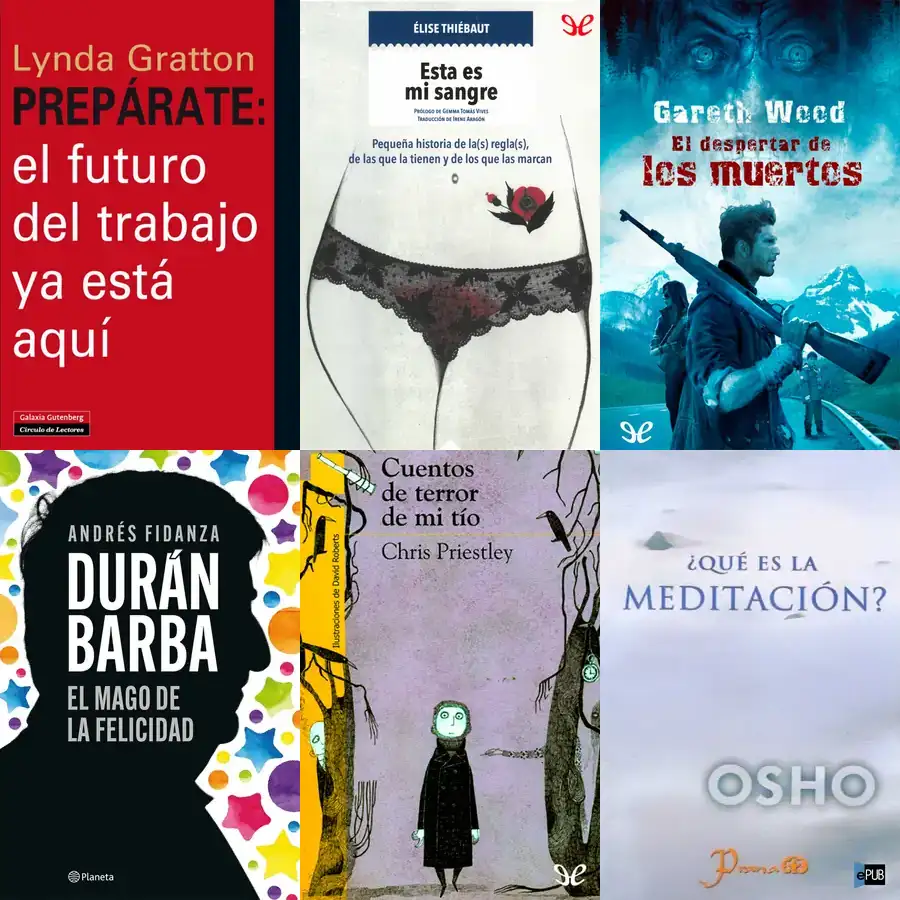 Lynda Gratton
PREPÁRATE:
el futuro
del trabajo
ya está
aquí
Galaxia Gutenberg
Círculo de Lectores
ÉLISE THIÉBAUT
Esta es
mi sangre
PRÓLOGO DE GEMMA TOMÀS VIVES
TRADUCCIÓN DE IRENE ARAGÓN
Pequeña historia de la(s) regla(s),
de las que la tienen y de los que las marcan
Gareth Wood
El despertar de
los muertos
ANDRÉS FIDANZA
DURÁN
BARBA
EL MAGO DE
LA FELICIDAD
Planeta
Cuentos
de terror
de mi tío
Chris Priestley
Ilustraciones de David Roberts
¿QUÉ ES LA
MEDITACIÓN?
OSHO
Prana
ePUB